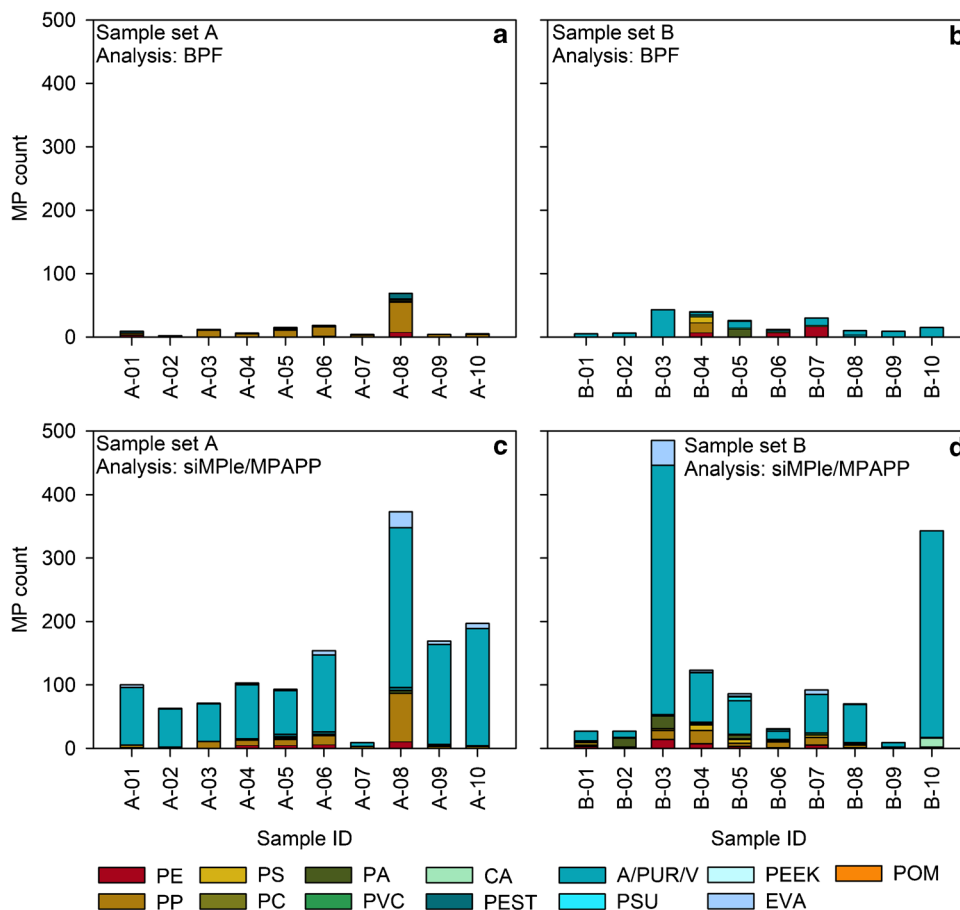 Sample set A
Analysis: BPF
a
Sample set B
Analysis: BPF
b
MP count
500
400
300
200
100
0
A-01
A-02
A-03
A-04
A-05
A-06
A-07
A-08
A-09
A-10
B-01
B-02
B-03
B-04
B-05
B-06
B-07
B-08
B-09
B-10
Sample set A
Analysis: siMPle/MPAPP
c
Sample set B
Analysis: siMPle/MPAPP
d
MP count
500
400
300
200
100
0
A-01
A-02
A-03
A-04
A-05
A-06
A-07
A-08
A-09
A-10
B-01
B-02
B-03
B-04
B-05
B-06
B-07
B-08
B-09
B-10
Sample ID
Sample ID
PE PS PA CA A/PUR/V PEEK POM
PP PC PVC PEST PSU EVA